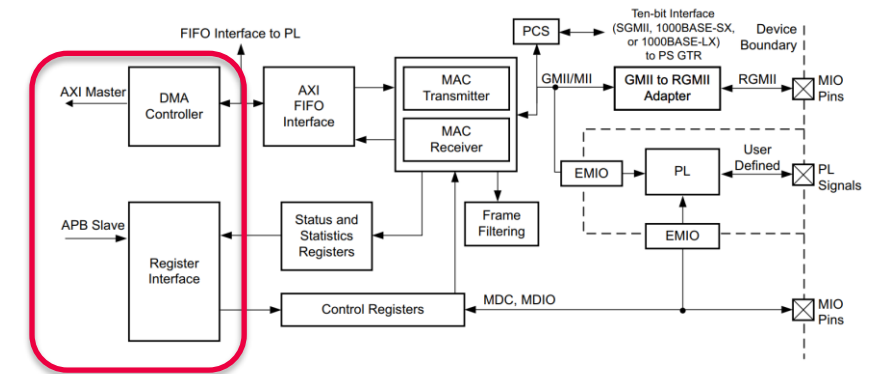 FIFO Interface to PL
Ten-bit Interface
(SGMII, 1000BASE-SX,
or 1000BASE-LX)
to PS GTR
Device
Boundary
PCS
AXI Master
DMA
Controller
AXI
FIFO
Interface
MAC
Transmitter
MAC
Receiver
GMII/MII
GMII to RGMII
Adapter
RGMII
MIO
Pins
EMIO
PL
User
Defined
PL
Signals
EMIO
APB Slave
Register
Interface
Status and
Statistics
Registers
Frame
Filtering
Control Registers
MDC, MDIO
MIO
Pins